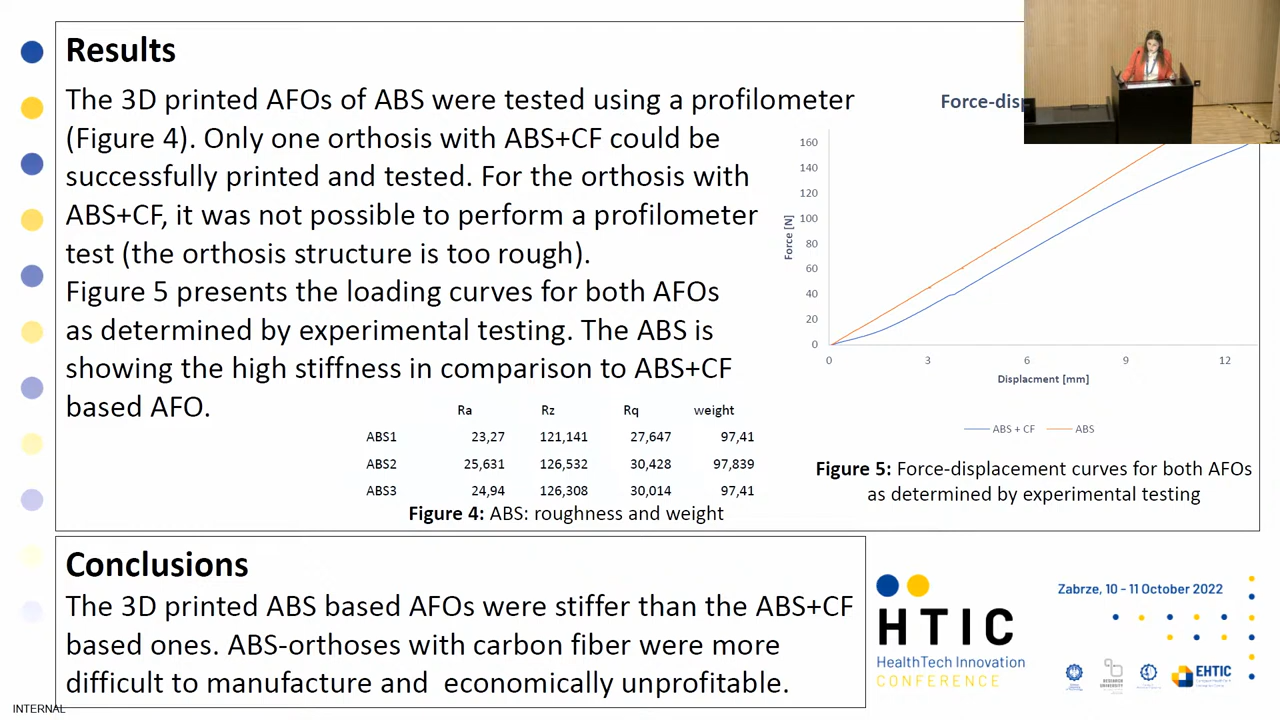 Results
The 3D printed AFOs of ABS were tested using a profilometer
(Figure 4). Only one orthosis with ABS+CF could be
successfully printed and tested. For the orthosis with
ABS+CF, it was not possible to perform a profilometer
test (the orthosis structure is too rough).
Figure 5 presents the loading curves for both AFOs
as determined by experimental testing. The ABS is
showing the high stiffness in comparison to ABS+CF
based AFO.
Ra Rz Rq weight
ABS1 23,27 121,141 27,647 97,41
ABS2 25,631 126,532 30,428 97,839
ABS3 24,94 126,308 30,014 97,41
Figure 4: ABS: roughness and weight
Force-disp
160
140
120
100
80
60
40
20
0
Force [N]
0 3 6 9 12
Displacment [mm]
ABS + CF ABS
Figure 5: Force-displacement curves for both AFOs
as determined by experimental testing
Conclusions
The 3D printed ABS based AFOs were stiffer than the ABS+CF
based ones. ABS-orthoses with carbon fiber were more
difficult to manufacture and economically unprofitable.
HTIC
HealthTech Innovation
CONFERENCE
Zabrze, 10 - 11 October 2022
EHTIC
INTERNAL